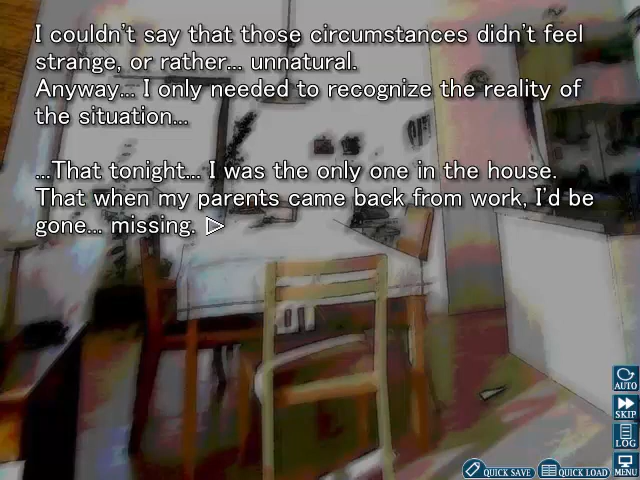 I couldn't say that those circumstances didn't feel
strange, or rather... unnatural.
Anyway... I only needed to recognize the reality of
the situation...
...That tonight... I was the only one in the house.
That when my parents came back from work, I'd be
gone... missing.
AUTO
SKIP
LOG
MENU
QUICK SAVE
QUICK LOAD